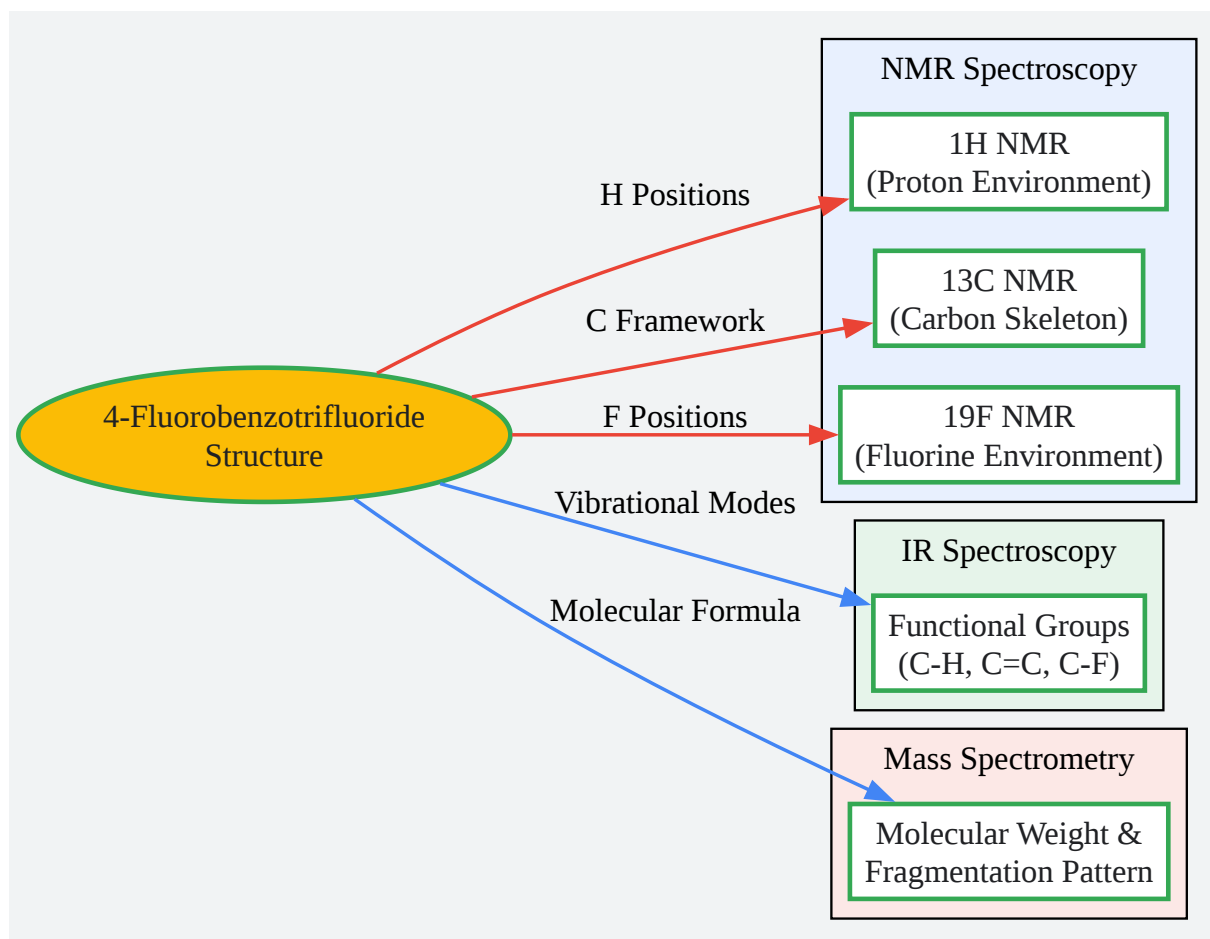 NMR Spectroscopy
1H NMR
(Proton Environment)
H Positions
13C NMR
(Carbon Skeleton)
C Framework
4-Fluorobenzotrifluoride
Structure
F Positions
19F NMR
(Fluorine Environment)
Vibrational Modes
IR Spectroscopy
Functional Groups
(C-H, C=C, C-F)
Molecular Formula
Mass Spectrometry
Molecular Weight &
Fragmentation Pattern